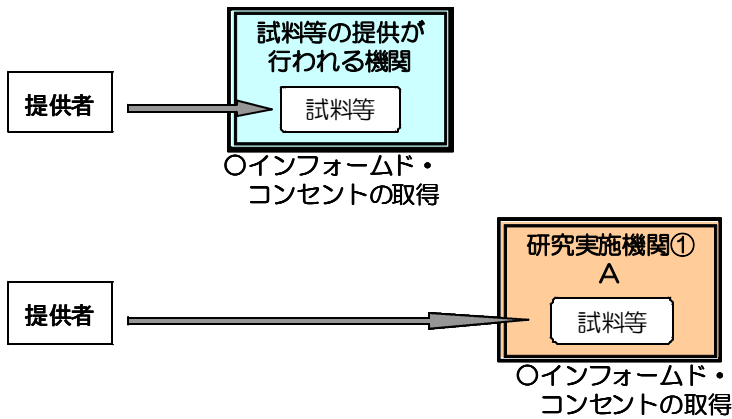 試料等の提供が
行われる機関
提供者
試料等
〇インフォームド・
コンセントの取得
研究実施機関①
A
提供者
試料等
〇インフォームド・
コンセントの取得